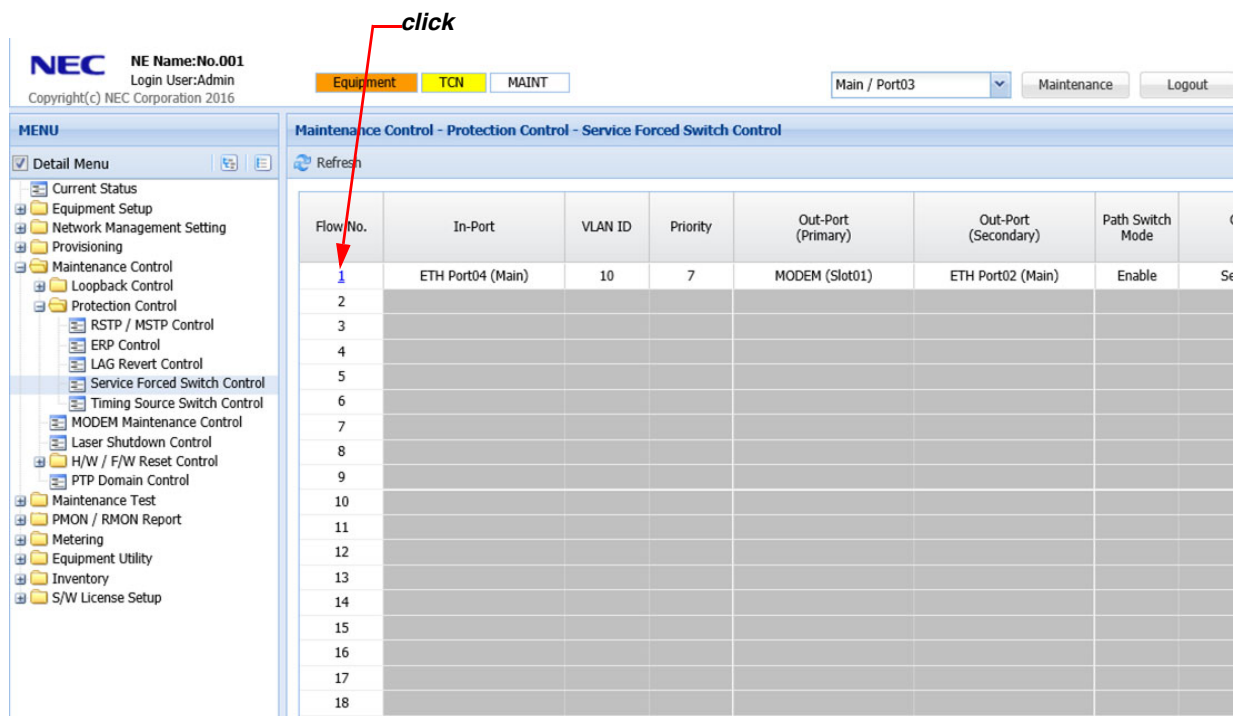 click
NEC
NE Name:No.001
Login User:Admin
Copyright(c) NEC Corporation 2016
Equipment TCN MAINT
Main / Port03 Maintenance Logout
MENU
Detail Menu
Current Status
Equipment Setup
Network Management Setting
Provisioning
Maintenance Control
Loopback Control
Protection Control
RSTP / MSTP Control
ERP Control
LAG Revert Control
Service Forced Switch Control
Timing Source Switch Control
MODEM Maintenance Control
Laser Shutdown Control
H/W / F/W Reset Control
PTP Domain Control
Maintenance Test
PMON / RMON Report
Metering
Equipment Utility
Inventory
S/W License Setup
Maintenance Control - Protection Control - Service Forced Switch Control
Refresh
Flow No. In-Port VLAN ID Priority Out-Port (Primary) Out-Port (Secondary) Path Switch Mode
1 ETH Port04 (Main) 10 7 MODEM (Slot01) ETH Port02 (Main) Enable Se
2
3
4
5
6
7
8
9
10
11
12
13
14
15
16
17
18